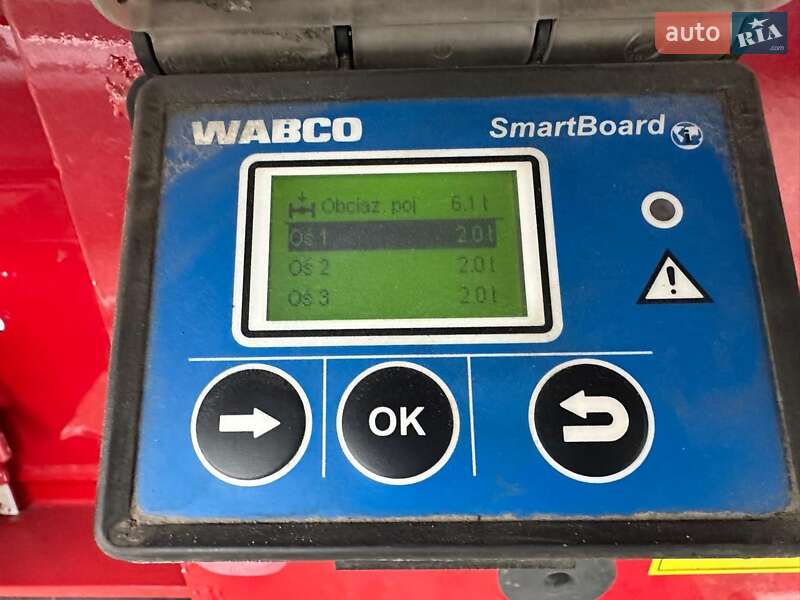 auto RIA .com
WABCO
SmartBoard
Obciaz. poj 6.1 t
Oś 1 2.0 t
Oś 2 2.0 t
Oś 3 2.0 t
OK